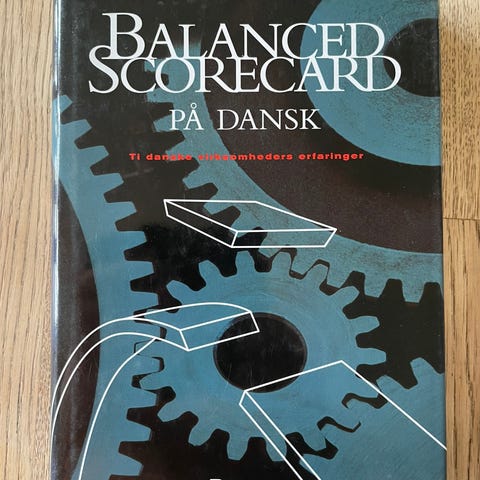 BALANCED
SCORECARD
PÅ DANSK
Ti danske virksomheders erfaringer